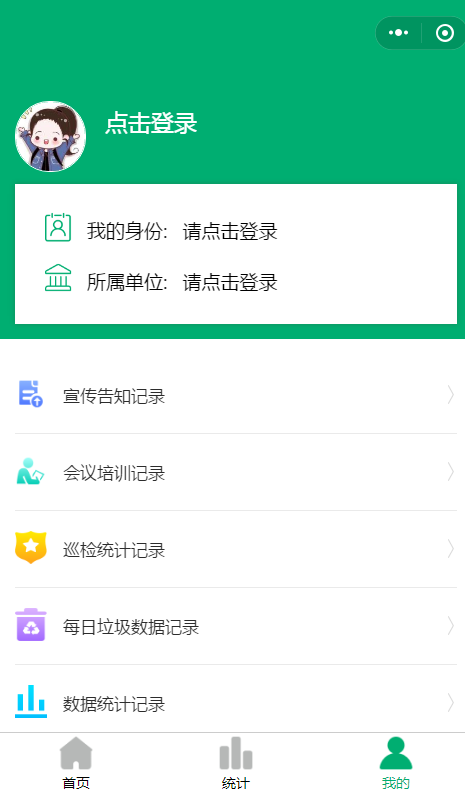 点击登录
我的身份: 请点击登录
所属单位: 请点击登录
宣传告知记录
会议培训记录
巡检统计记录
每日垃圾数据记录
数据统计记录
首页 统计 我的